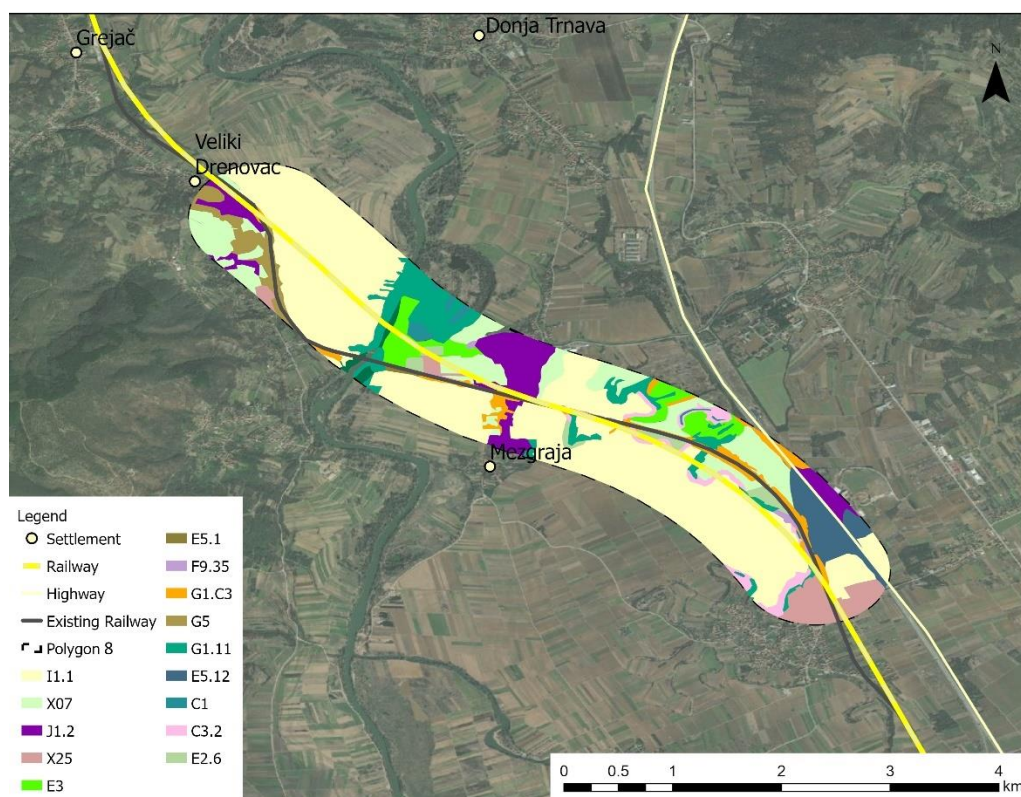 Grejač
Donja Trnava
N
Veliki
Drenovac
Mezgraja
Legend
Settlement
Railway
Highway
Existing Railway
Polygon 8
I1.1
X07
J1.2
X25
E3
E5.1
F9.35
G1.C3
G5
G1.11
E5.12
C1
C3.2
E2.6
0 0.5 1 2 3 4
km